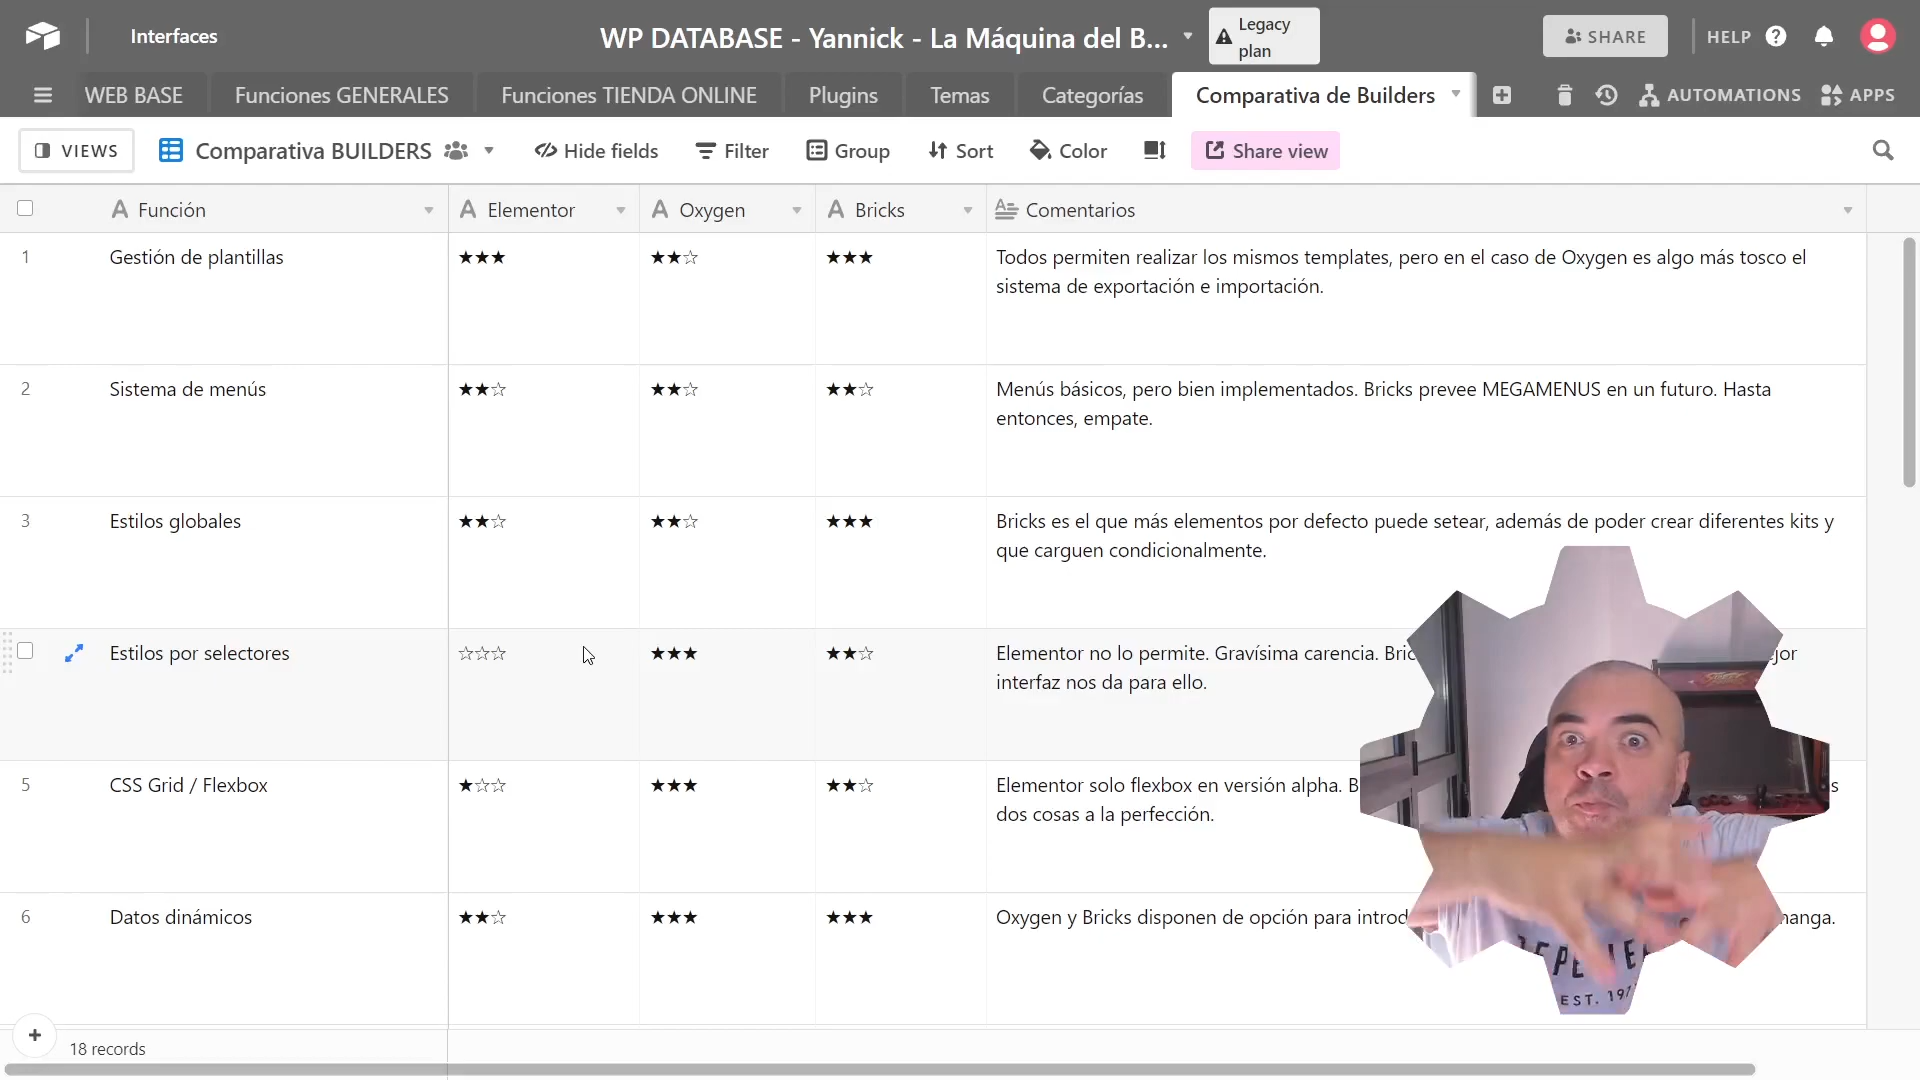 Interfaces
WP DATABASE - Yannick - La Máquina del B...
Legacy
plan
SHARE
HELP
WEB BASE
Funciones GENERALES
Funciones TIENDA ONLINE
Plugins
Temas
Categorías
Comparativa de Builders
AUTOMATIONS
APPS
VIEWS
Comparativa BUILDERS
Hide fields
Filter
Group
Sort
Color
Share view
Función
Elementor
Oxygen
Bricks
Comentarios
1
Gestión de plantillas
★★★
★★☆
★★★
Todos permiten realizar los mismos templates, pero en el caso de Oxygen es algo más tosco el
sistema de exportación e importación.
2
Sistema de menús
★★☆
★★☆
★★☆
Menús básicos, pero bien implementados. Bricks prevee MEGAMENUS en un futuro. Hasta
entonces, empate.
3
Estilos globales
★★☆
★★☆
★★★
Bricks es el que más elementos por defecto puede setear, además de poder crear diferentes kits y
que carguen condicionalmente.
Estilos por selectores
☆☆☆
★★★
★★☆
Elementor no lo permite. Gravísima carencia.
interfaz nos da para ello.
5
CSS Grid / Flexbox
★☆☆
★★★
★★☆
Elementor solo flexbox en versión alpha.
dos cosas a la perfección.
6
Datos dinámicos
★★☆
★★★
★★★
Oxygen y Bricks disponen de opción para
EST.
18 records